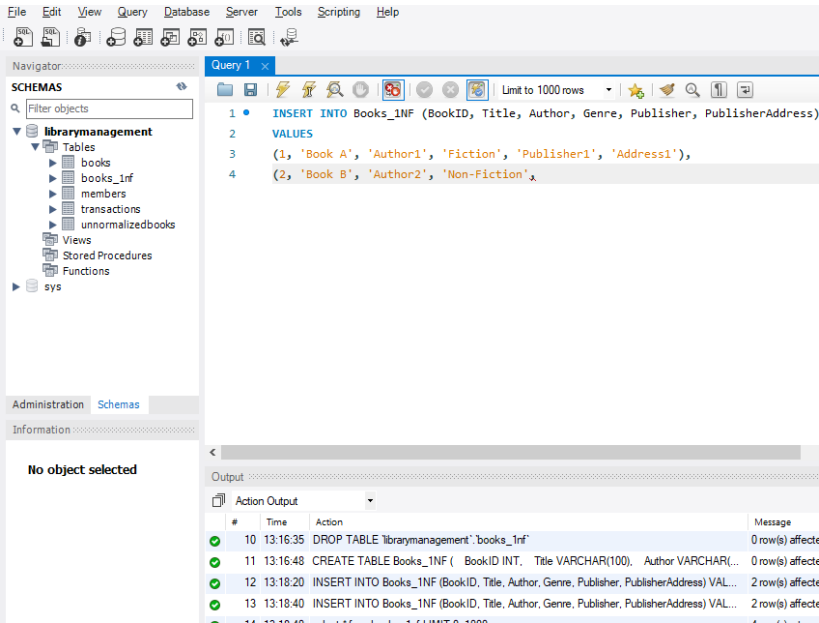 File Edit View Query Database Server Tools Scripting Help
Navigator
SCHEMAS
Filter objects
librarymanagement
Tables
books
books_1nf
members
transactions
unnormalizedbooks
Views
Stored Procedures
Functions
sys
Administration Schemas
Information
No object selected
Query 1
Limit to 1000 rows
1 INSERT INTO Books_1NF (BookID, Title, Author, Genre, Publisher, PublisherAddress)
2 VALUES
3 (1, 'Book A', 'Author1', 'Fiction', 'Publisher1', 'Address1'),
4 (2, 'Book B', 'Author2', 'Non-Fiction',
Output
Action Output
# Time Action Message
10 13:16:35 DROP TABLE `librarymanagement`.`books_1nf` 0 row(s) affecte
11 13:16:48 CREATE TABLE Books_1NF ( BookID INT, Title VARCHAR(100), Author VARCHAR(... 0 row(s) affecte
12 13:18:20 INSERT INTO Books_1NF (BookID, Title, Author, Genre, Publisher, PublisherAddress) VAL... 2 row(s) affecte
13 13:18:40 INSERT INTO Books_1NF (BookID, Title, Author, Genre, Publisher, PublisherAddress) VAL... 2 row(s) affecte